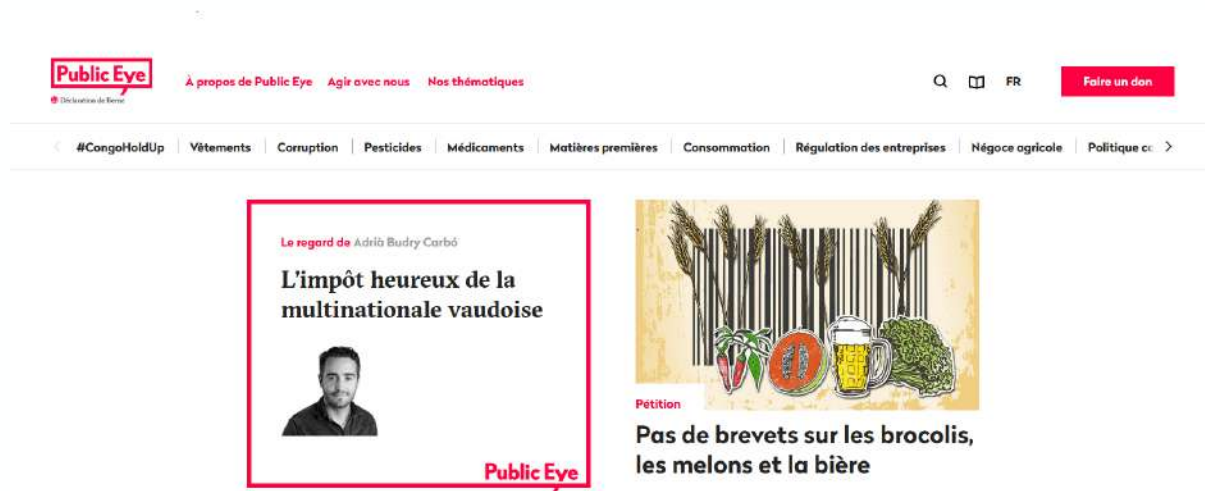 Public Eye
Déclaration de Berne
À propos de Public Eye Agir avec nous Nos thématiques
FR
Faire un don
#CongoHoldUp Vêtements Corruption Pesticides Médicaments Matières premières Consommation Régulation des entreprises Négoce agricole Politique
Le regard de Adrià Budry Carbó
L'impôt heureux de la
multinationale vaudoise
Public Eye
Pétition
Pas de brevets sur les brocolis,
les melons et la bière